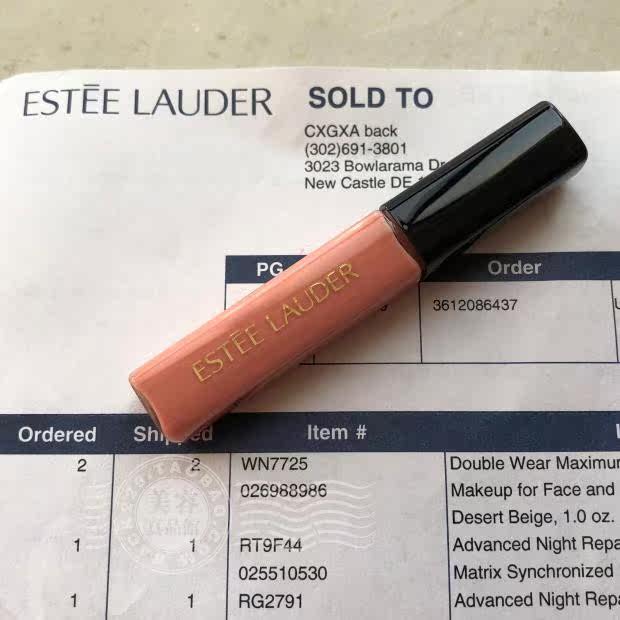 ESTĒE LAUDER
SOLD TO
CXGXA back
(302)691-3801
3023 Bowlarama Dr
New Castle DE
PG
Order
3612086437
ESTĒE LAUDER
Ordered Shipped Item #
2 2 WN7725 Double Wear Maximum
026988986 Makeup for Face and
Desert Beige, 1.0 oz.
1 1 RT9F44 Advanced Night Repa
025510530 Matrix Synchronized
1 1 RG2791 Advanced Night Rep